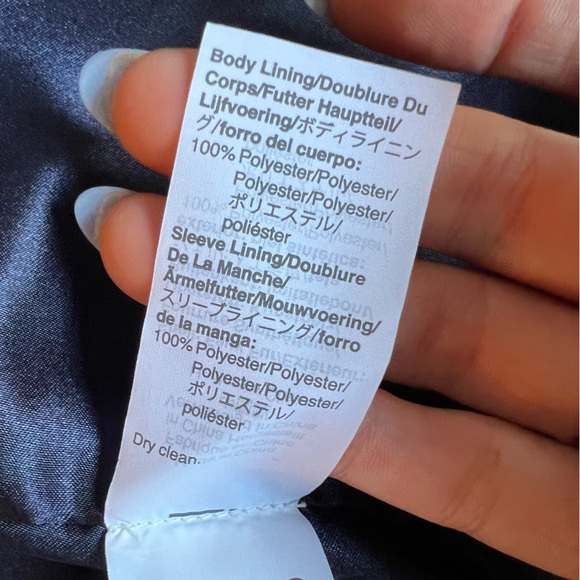 Body Lining/Doublure Du
Corps/Futter Hauptteil/
Lijfvoering/ボディライニン
グ/forro del cuerpo:
100% Polyester/Polyester/
Polyester/Polyester/
ポリエステル/
poliéster
Sleeve Lining/Doublure
De La Manche/
Ärmelfutter/Mouwvoering/
スリーブライニング/forro
de la manga:
100% Polyester/Polyester/
Polyester/Polyester/
ポリエステル/
poliéster
Dry clean